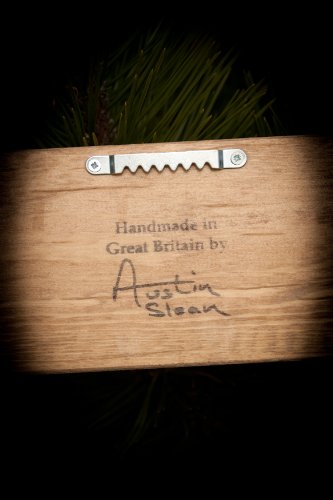 Handmade in
Great Britain by
Austin
Sloan